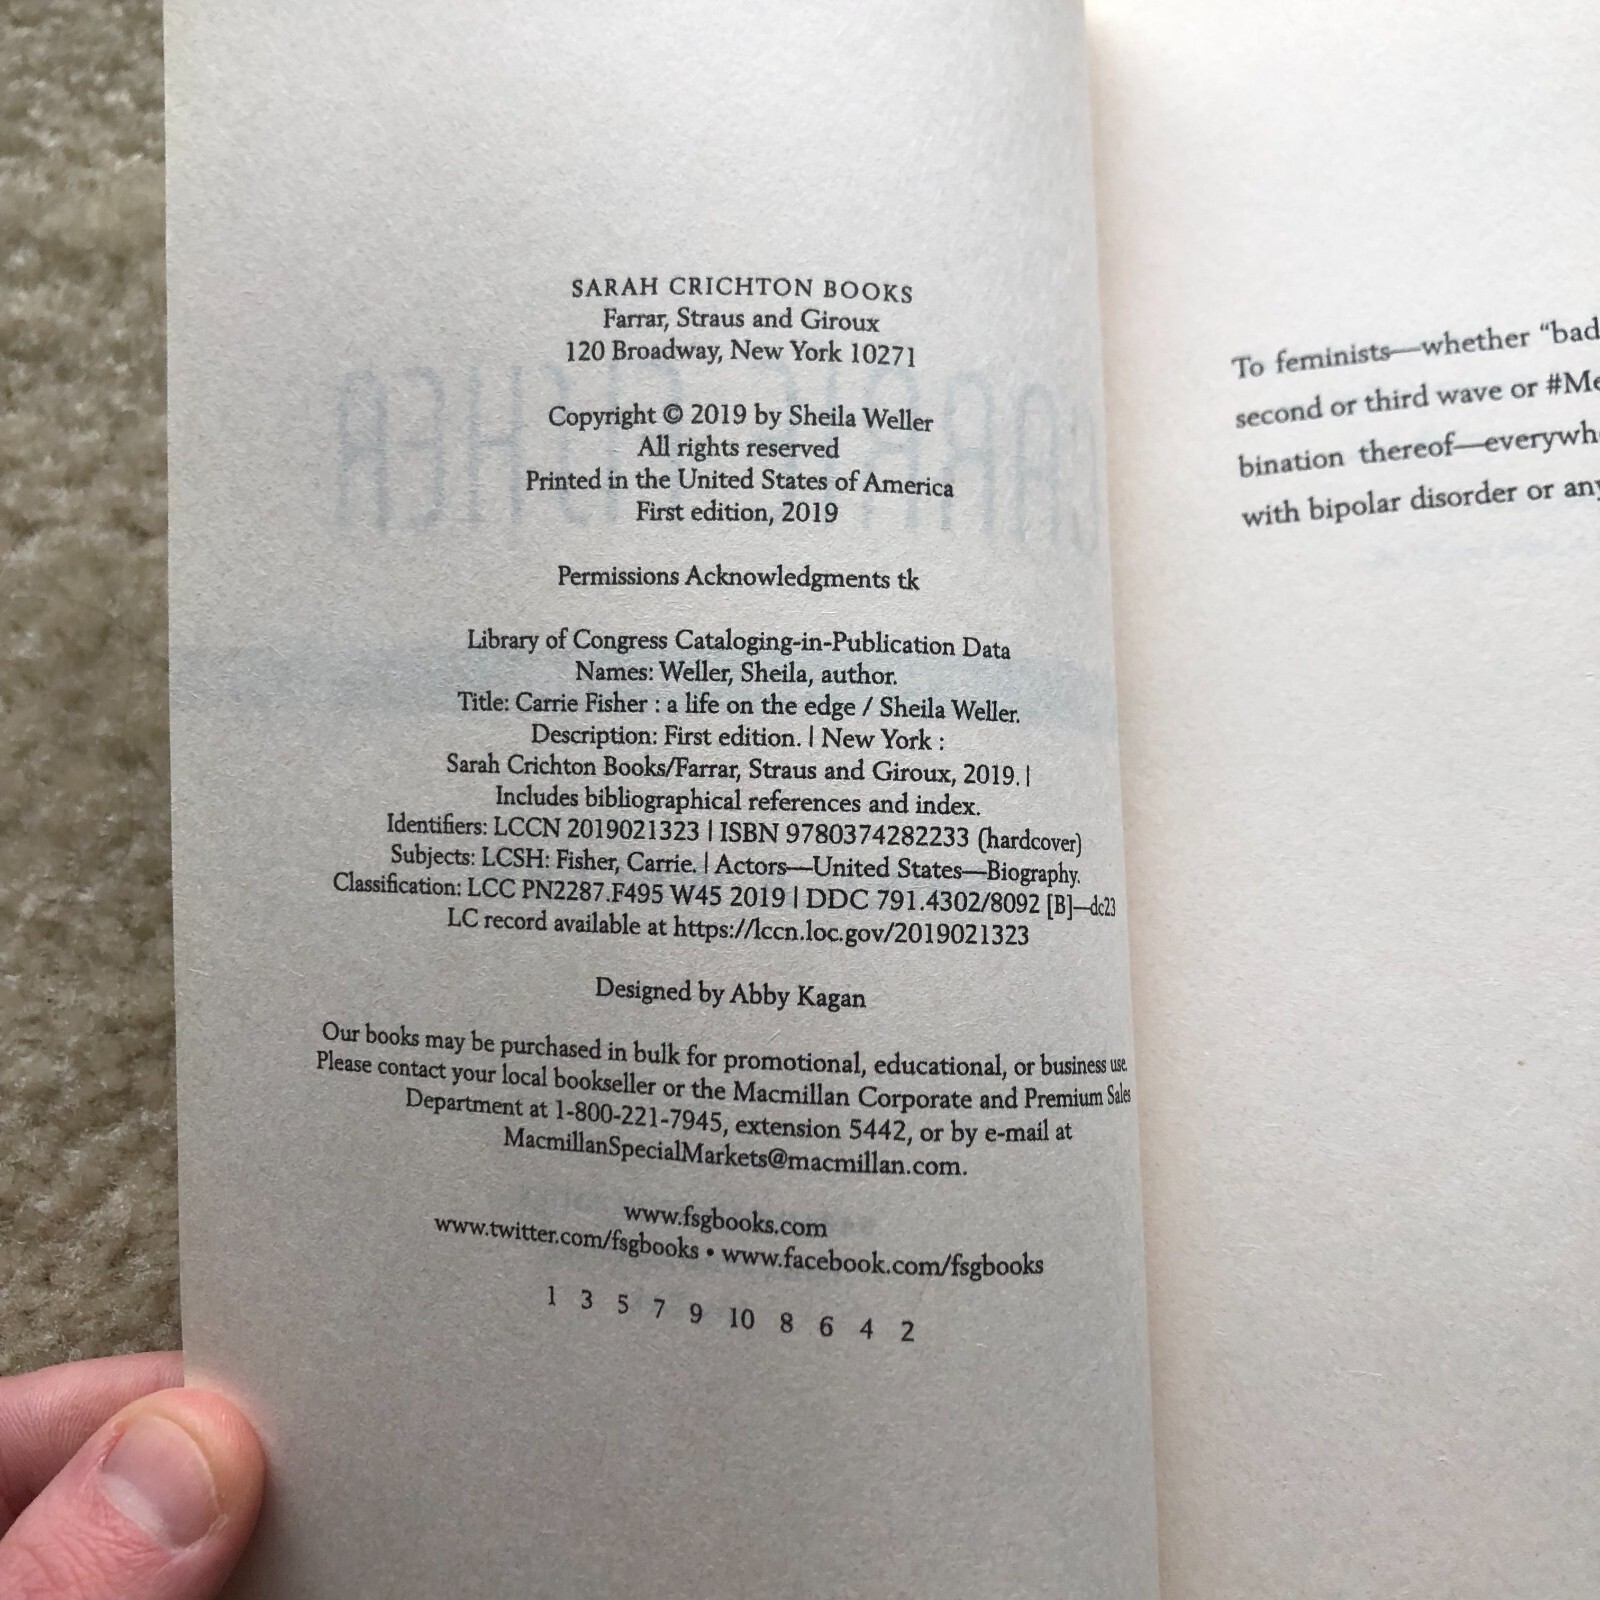 SARAH CRICHTON BOOKS
Farrar, Straus and Giroux
120 Broadway, New York 10271
Copyright © 2019 by Sheila Weller
All rights reserved
Printed in the United States of America
First edition, 2019
Permissions Acknowledgments tk
Library of Congress Cataloging-in-Publication Data
Names: Weller, Sheila, author.
Title: Carrie Fisher : a life on the edge / Sheila Weller.
Description: First edition. | New York :
Sarah Crichton Books/Farrar, Straus and Giroux, 2019. |
Includes bibliographical references and index.
Identifiers: LCCN 2019021323 | ISBN 9780374282233 (hardcover)
Subjects: LCSH: Fisher, Carrie. | Actors—United States—Biography.
Classification: LCC PN2287.F495 W45 2019 | DDC 791.4302/8092 [B]—dc23
LC record available at https://lccn.loc.gov/2019021323
Designed by Abby Kagan
Our books may be purchased in bulk for promotional, educational, or business use.
Please contact your local bookseller or the Macmillan Corporate and Premium Sales
Department at 1-800-221-7945, extension 5442, or by e-mail at
MacmillanSpecialMarkets@macmillan.com.
www.fsgbooks.com
www.twitter.com/fsgbooks • www.facebook.com/fsgbooks
1 3 5 7 9 10 8 6 4 2
To feminists—whether “bad
second or third wave or #Me
bination thereof—everywhe
with bipolar disorder or any